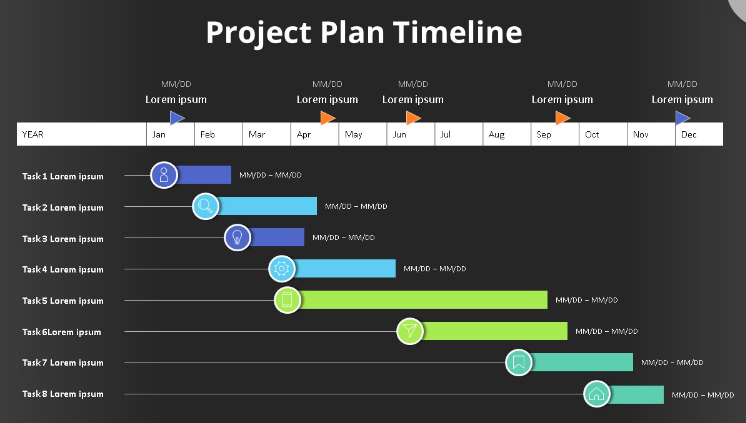 Project Plan Timeline
MM/DD MM/DD MM/DD MM/DD MM/DD
Lorem ipsum Lorem ipsum Lorem ipsum Lorem ipsum Lorem ipsum
YEAR Jan Feb Mar Apr May Jun Jul Aug Sep Oct Nov Dec
Task 1 Lorem ipsum MM/DD – MM/DD
Task 2 Lorem ipsum MM/DD – MM/DD
Task 3 Lorem ipsum MM/DD – MM/DD
Task 4 Lorem ipsum MM/DD – MM/DD
Task 5 Lorem ipsum MM/DD – MM/DD
Task 6Lorem ipsum MM/DD – MM/DD
Task 7 Lorem ipsum MM/DD – MM/DD
Task 8 Lorem ipsum MM/DD – MM/DD